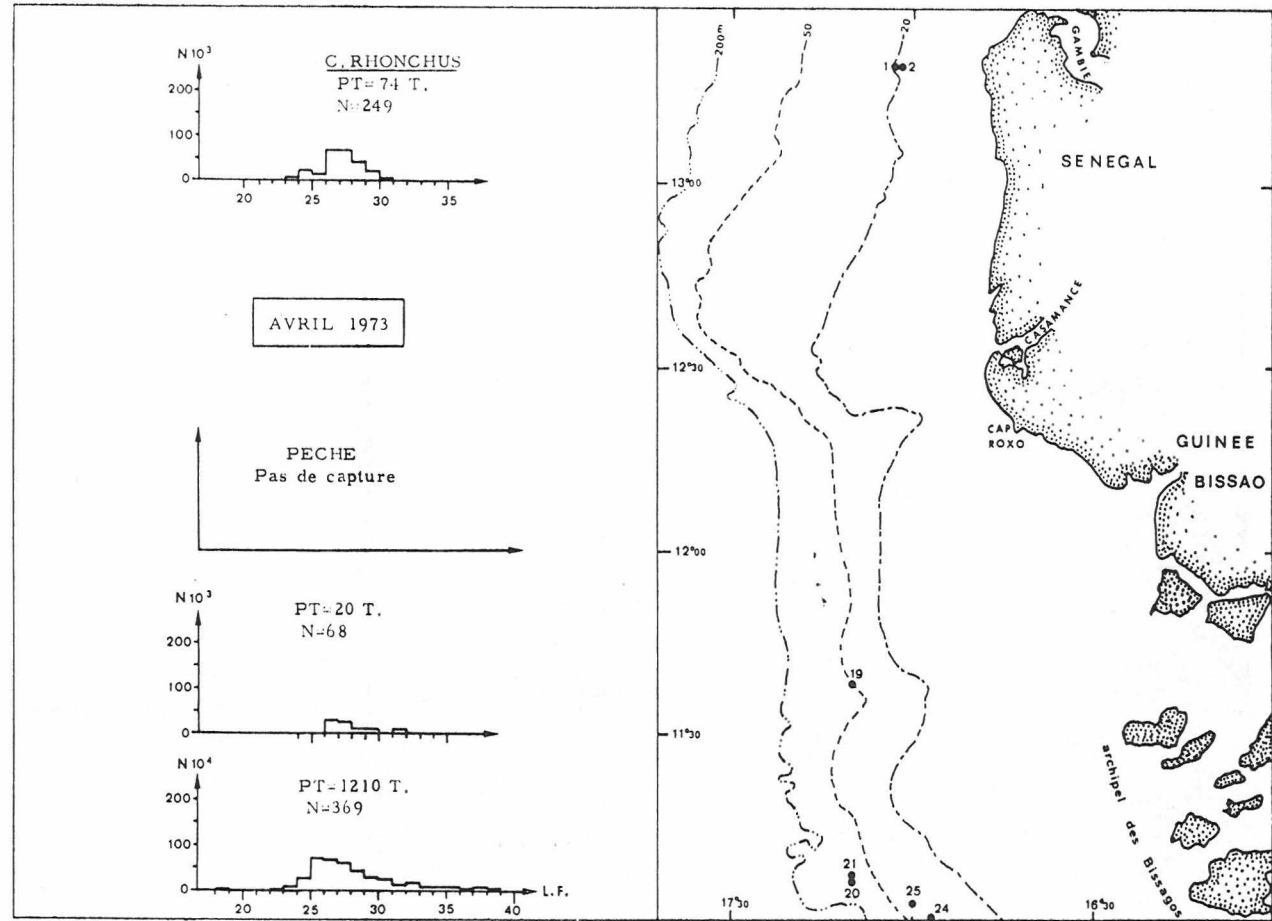 N 10³
C. RHONCHUS
PT=74 T.
N=249
200
100
0
20 25 30 35
AVRIL 1973
PECHE
Pas de capture
N 10³
PT=20 T.
N=68
200
100
0
N 10⁴
PT=1210 T.
N=369
200
100
0
L.F.
20 25 30 35 40
200m
50
20
1 2
GAMBIE
SENEGAL
13°00
CASAMANCE
12°30
CAP ROXO
GUINEE
BISSAO
12°00
19
11°30
archipel des Bissagos
21
20
25
24
17°30
16°30